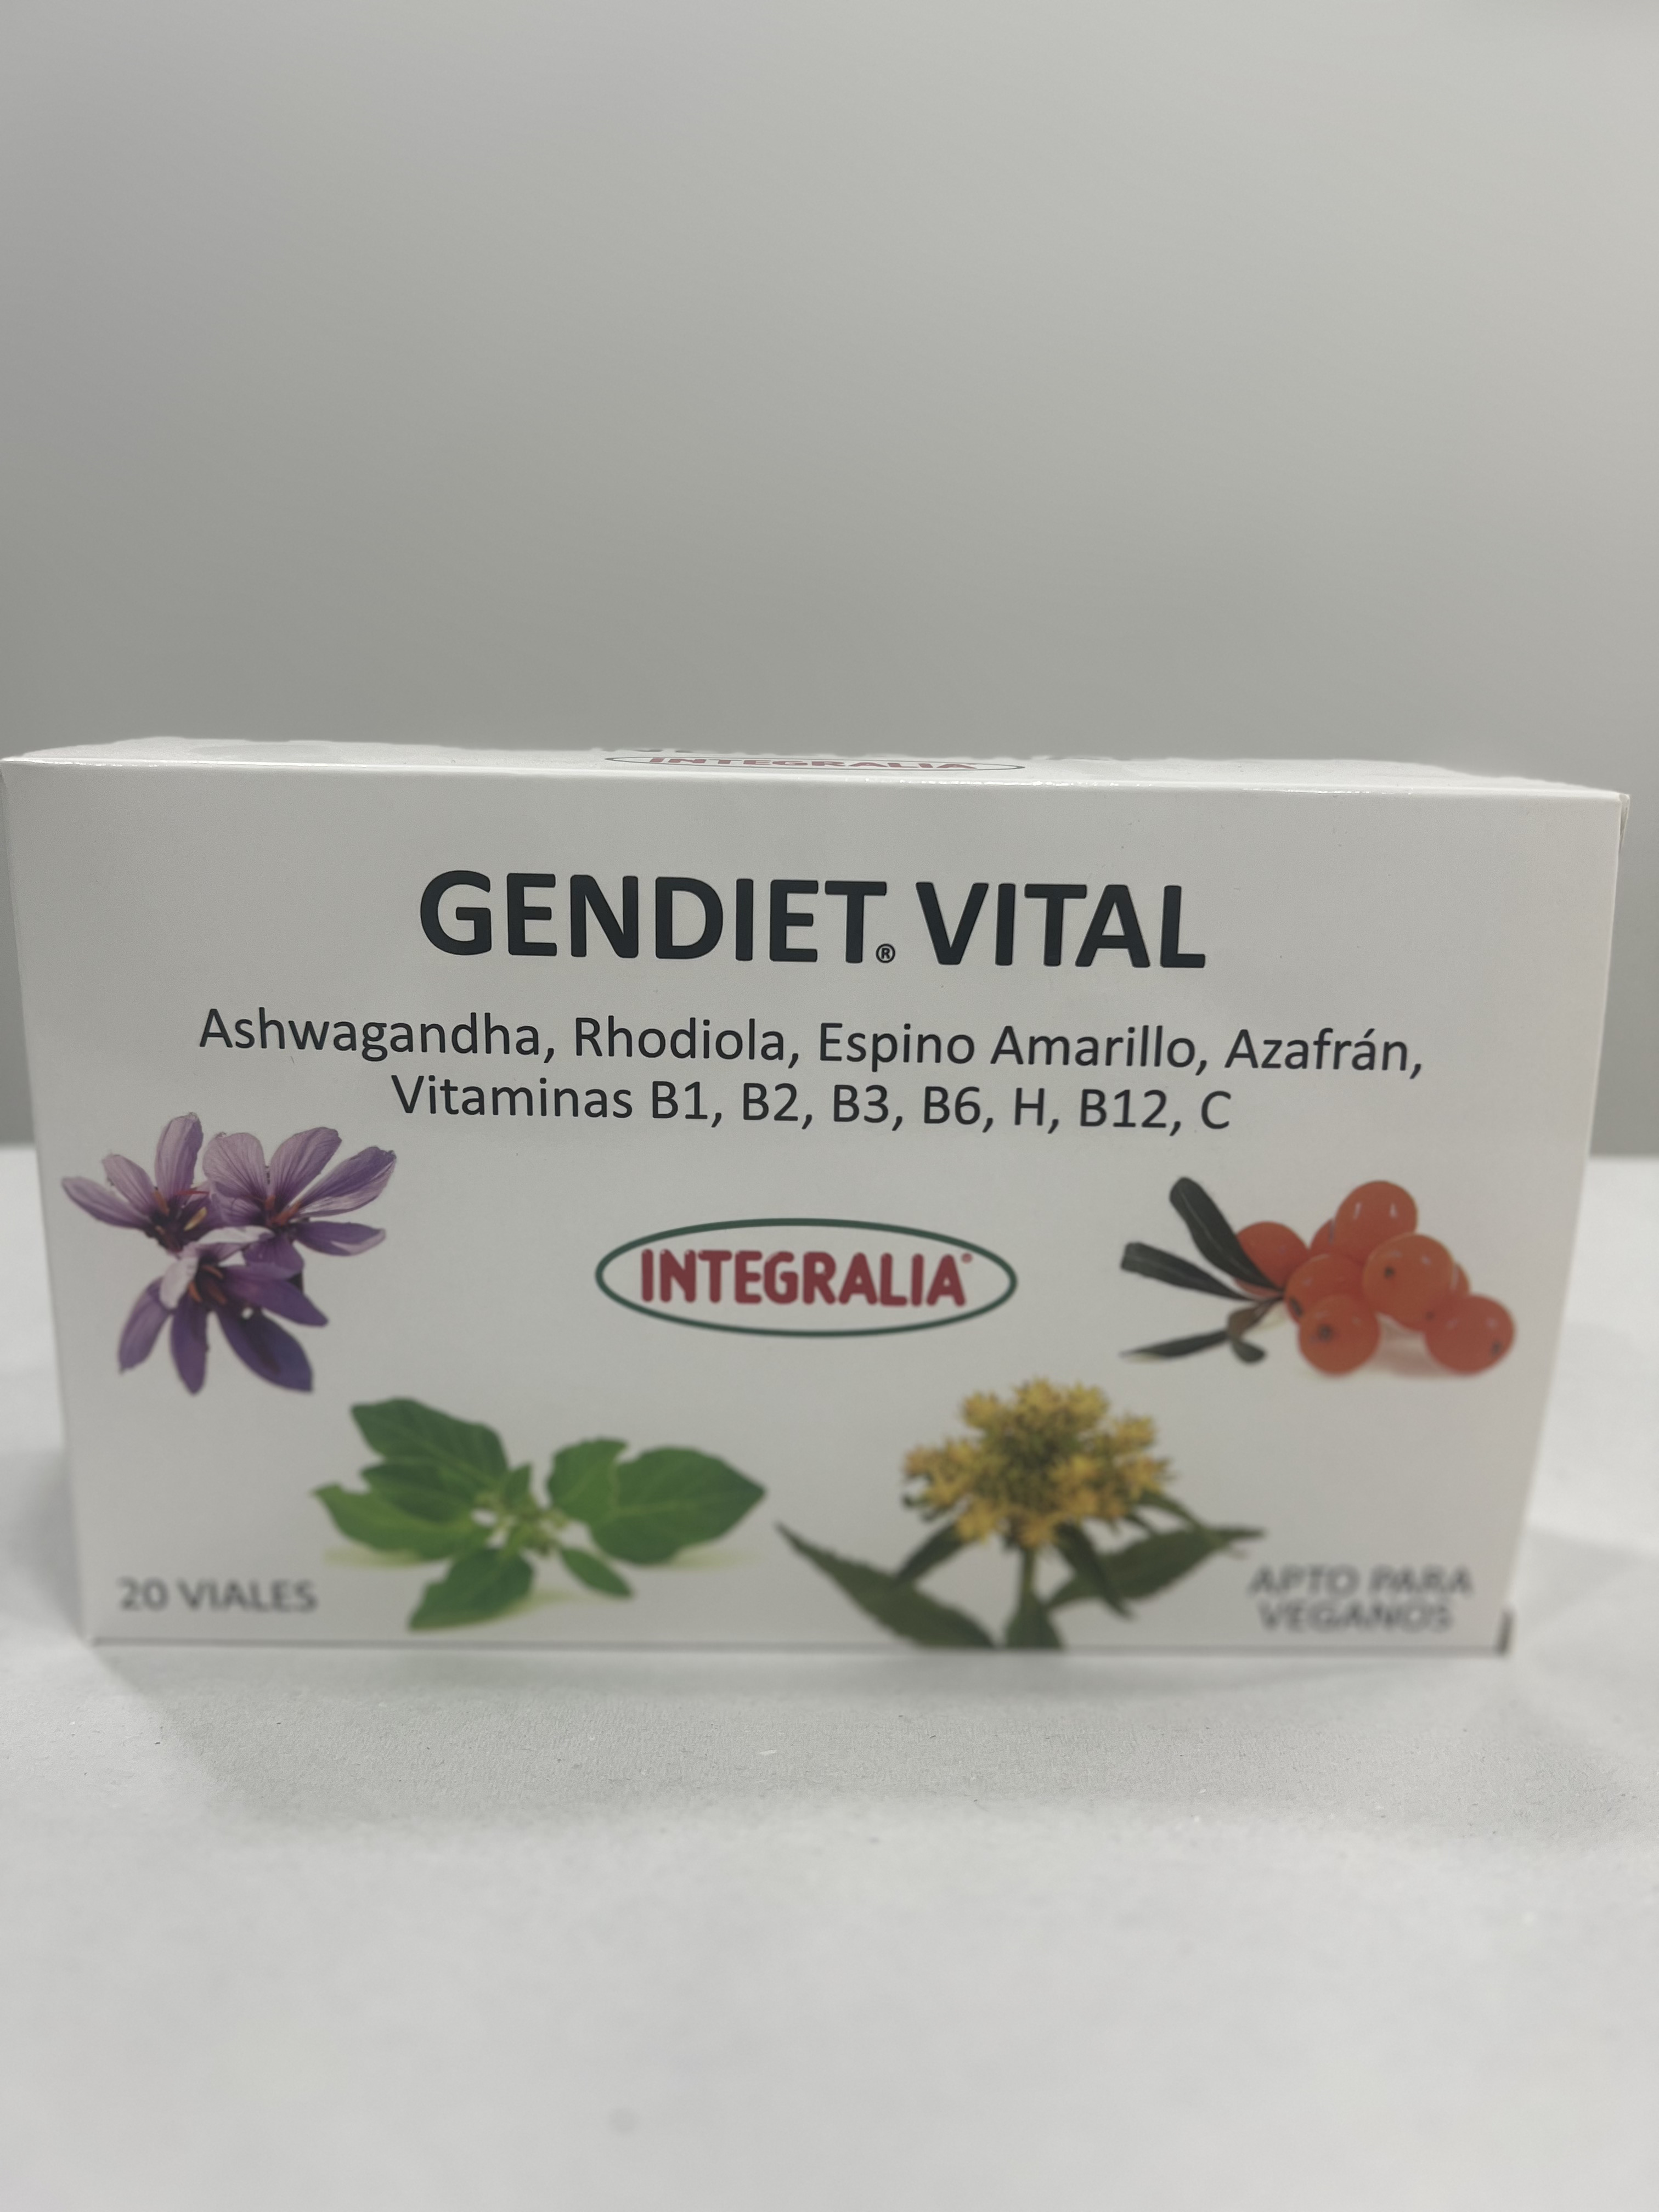 INTEGRALIA
GENDIET® VITAL
Ashwagandha, Rhodiola, Espino Amarillo, Azafrán,
Vitaminas B1, B2, B3, B6, H, B12, C
INTEGRALIA®
20 VIALES
APTO PARA
VEGANOS